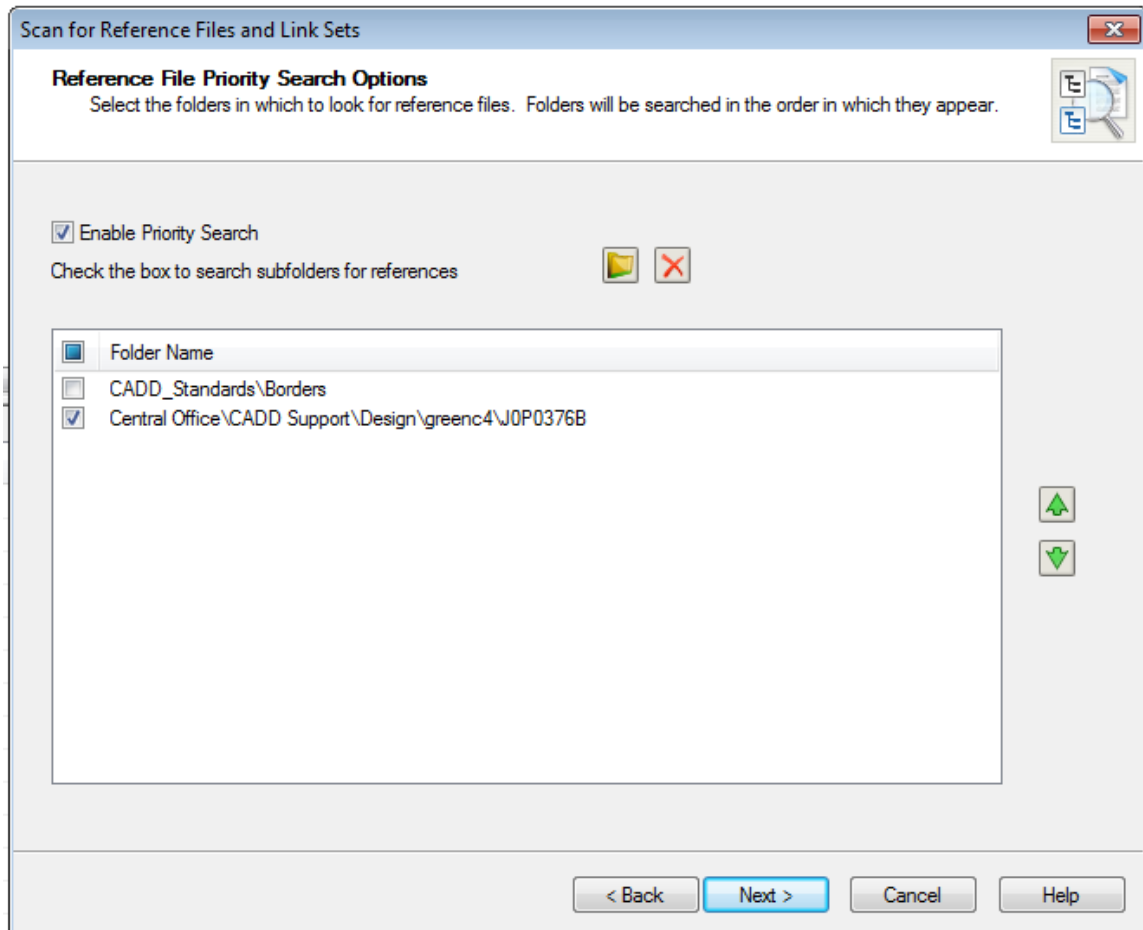 Scan for Reference Files and Link Sets
Reference File Priority Search Options
Select the folders in which to look for reference files.  Folders will be searched in the order in which they appear.
Enable Priority Search
Check the box to search subfolders for references
Folder Name
CADD_Standards\Borders
Central Office\CADD Support\Design\greenc4\J0P0376B
< Back
Next >
Cancel
Help